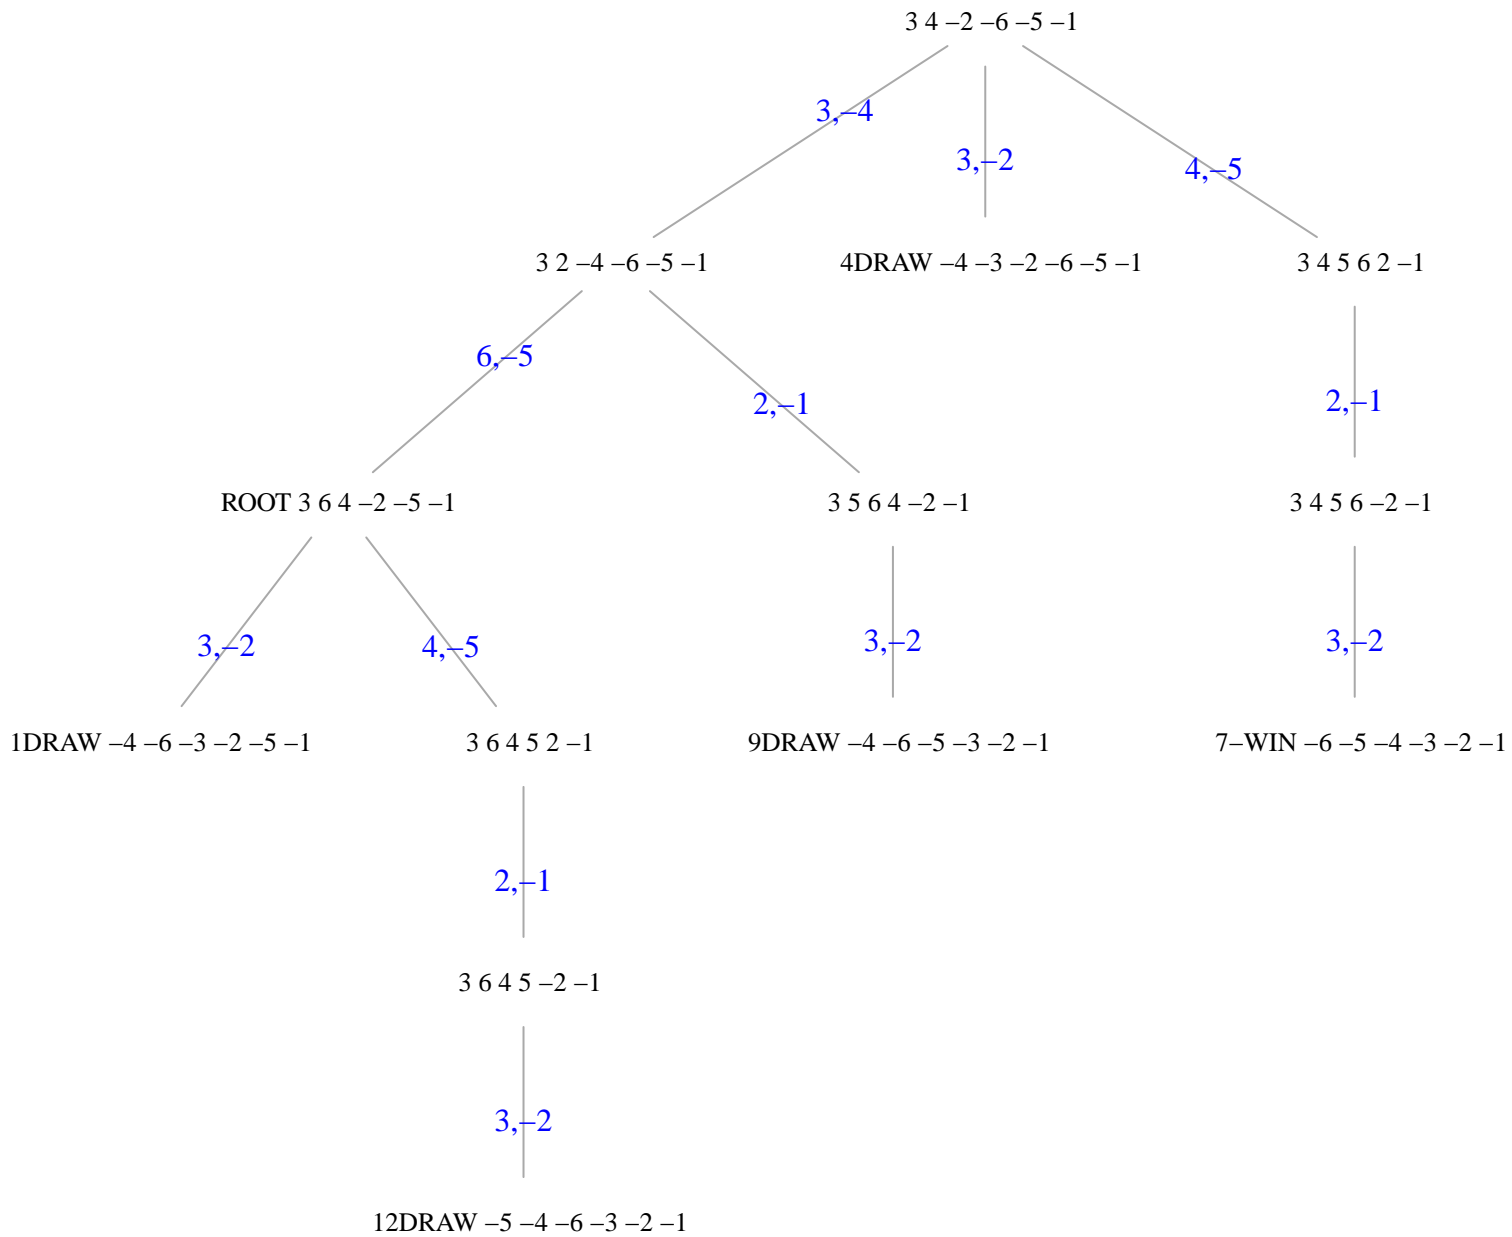 3 4 –2 –6 –5 –1
3,–4
3,–2
4,–5
3 2 –4 –6 –5 –1
4DRAW –4 –3 –2 –6 –5 –1
3 4 5 6 2 –1
6,–5
2,–1
2,–1
ROOT 3 6 4 –2 –5 –1
3 5 6 4 –2 –1
3 4 5 6 –2 –1
3,–2
4,–5
3,–2
3,–2
1DRAW –4 –6 –3 –2 –5 –1
3 6 4 5 2 –1
9DRAW –4 –6 –5 –3 –2 –1
7–WIN –6 –5 –4 –3 –2 –1
2,–1
3 6 4 5 –2 –1
3,–2
12DRAW –5 –4 –6 –3 –2 –1